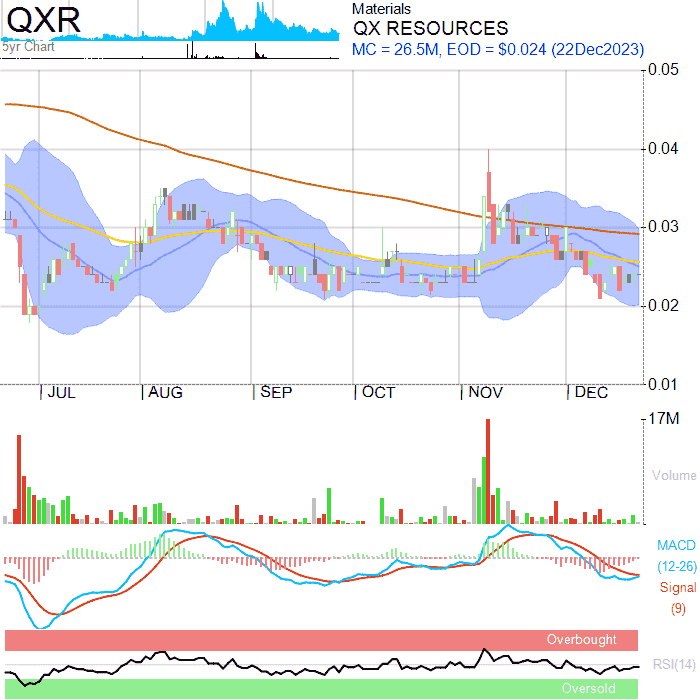 QXR
5yr Chart
Materials
QX RESOURCES
MC = 26.5M, EOD = $0.024 (22Dec2023)
0.05
0.04
0.03
0.02
0.01
JUL AUG SEP OCT NOV DEC
17M
Volume
MACD
(12-26)
Signal
(9)
Overbought
RSI(14)
Oversold